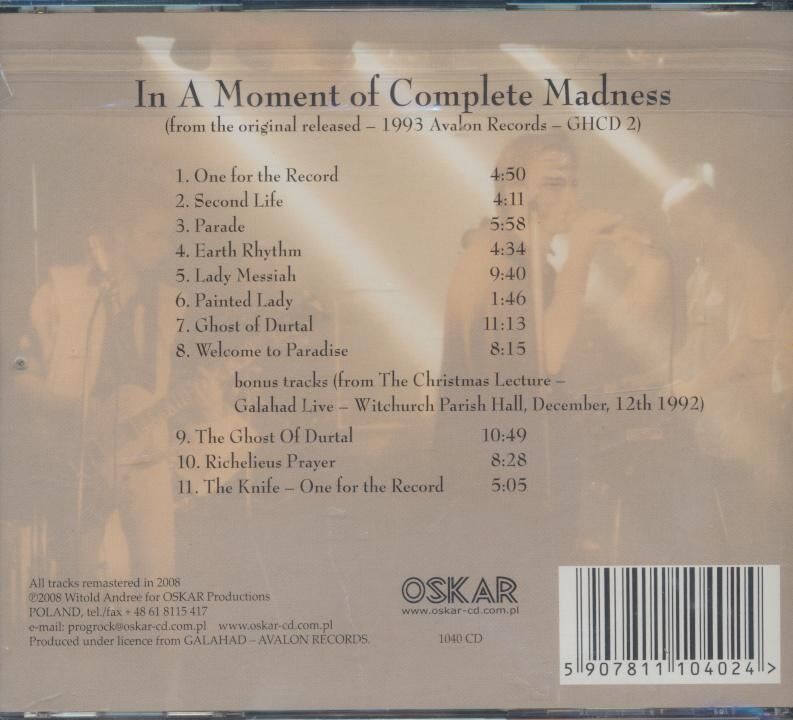 In A Moment of Complete Madness
(from the original released – 1993 Avalon Records – GHCD 2)
1. One for the Record 4:50
2. Second Life 4:11
3. Parade 5:58
4. Earth Rhythm 4:34
5. Lady Messiah 9:40
6. Painted Lady 1:46
7. Ghost of Durtal 11:13
8. Welcome to Paradise 8:15
bonus tracks (from The Christmas Lecture –
Galahad Live – Witchurch Parish Hall, December, 12th 1992)
9. The Ghost Of Durtal 10:49
10. Richelieus Prayer 8:28
11. The Knife – One for the Record 5:05
All tracks remastered in 2008
℗2008 Witold Andree for OSKAR Productions
POLAND, tel./fax + 48 61 8115 417
e-mail: progrock@oskar-cd.com.pl www.oskar-cd.com.pl
Produced under licence from GALAHAD – AVALON RECORDS.
OSKAR
www.oskar-cd.com.pl
1040 CD
5 907811 104024 >